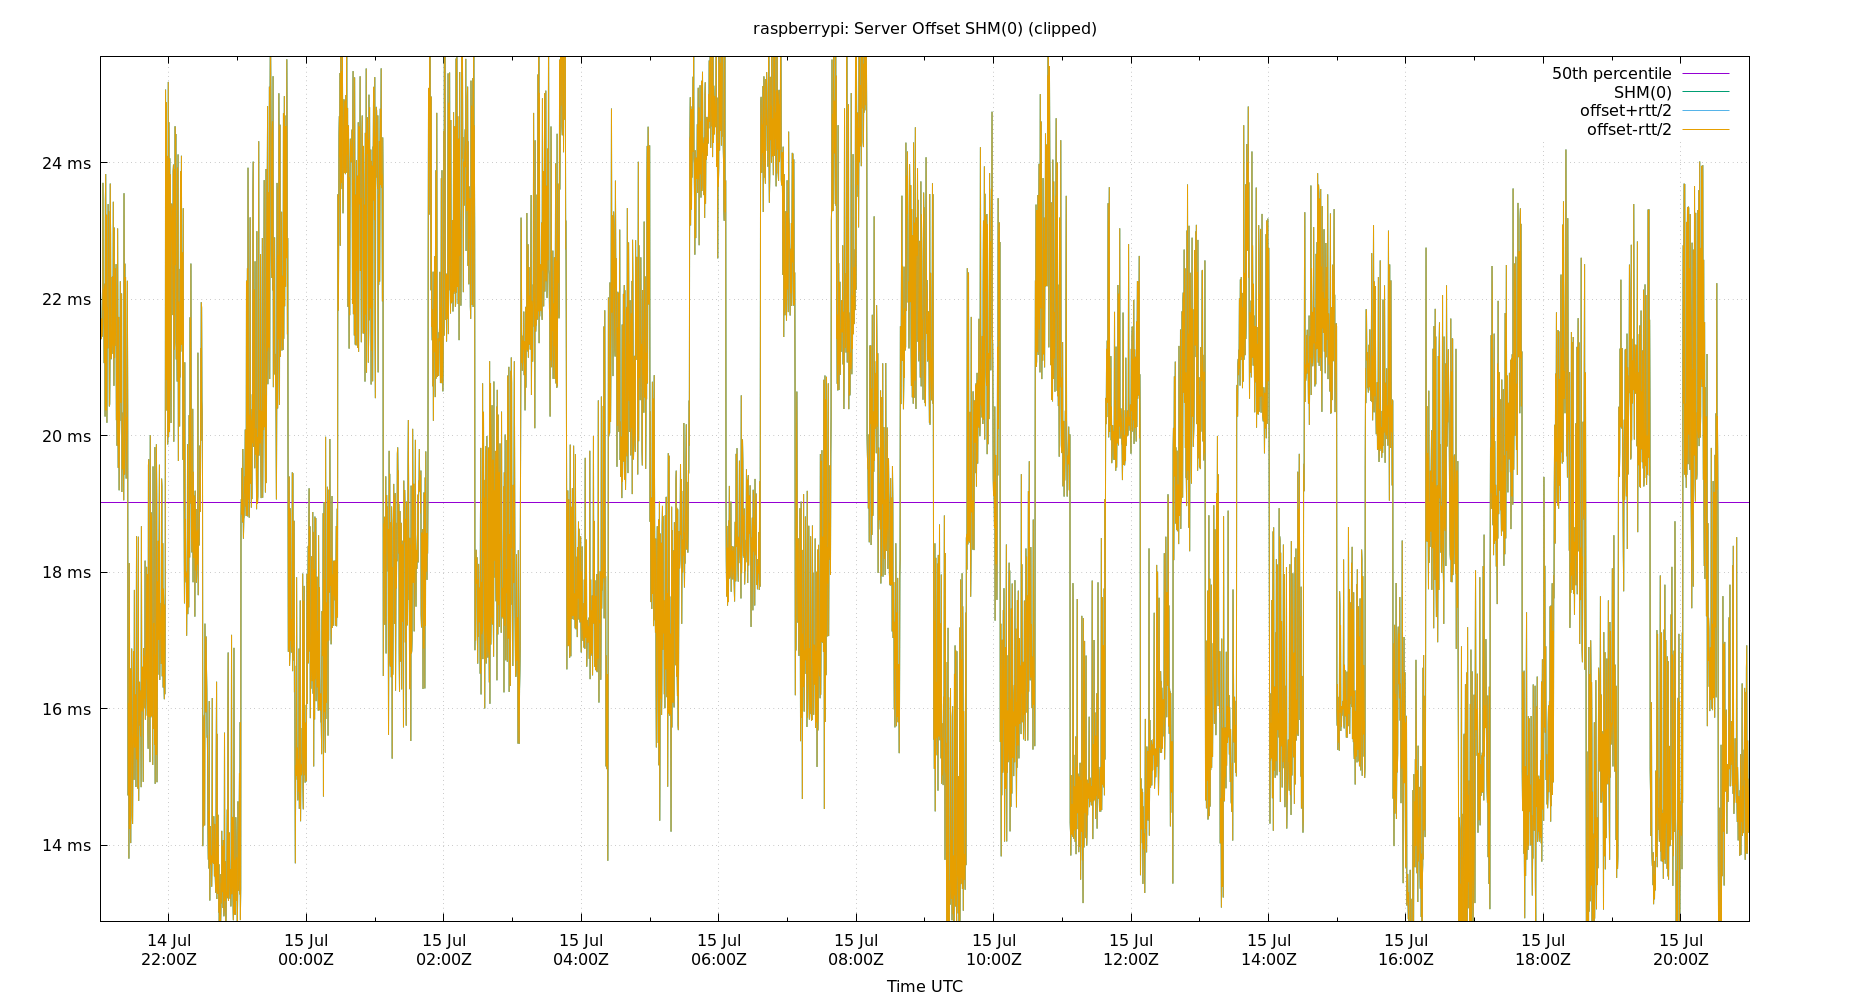 raspberrypi: Server Offset SHM(0) (clipped)
50th percentile
SHM(0)
offset+rtt/2
offset-rtt/2
24 ms
22 ms
20 ms
18 ms
16 ms
14 ms
14 Jul 15 Jul 15 Jul 15 Jul 15 Jul 15 Jul 15 Jul 15 Jul 15 Jul 15 Jul 15 Jul 15 Jul
22:00Z 00:00Z 02:00Z 04:00Z 06:00Z 08:00Z 10:00Z 12:00Z 14:00Z 16:00Z 18:00Z 20:00Z
Time UTC